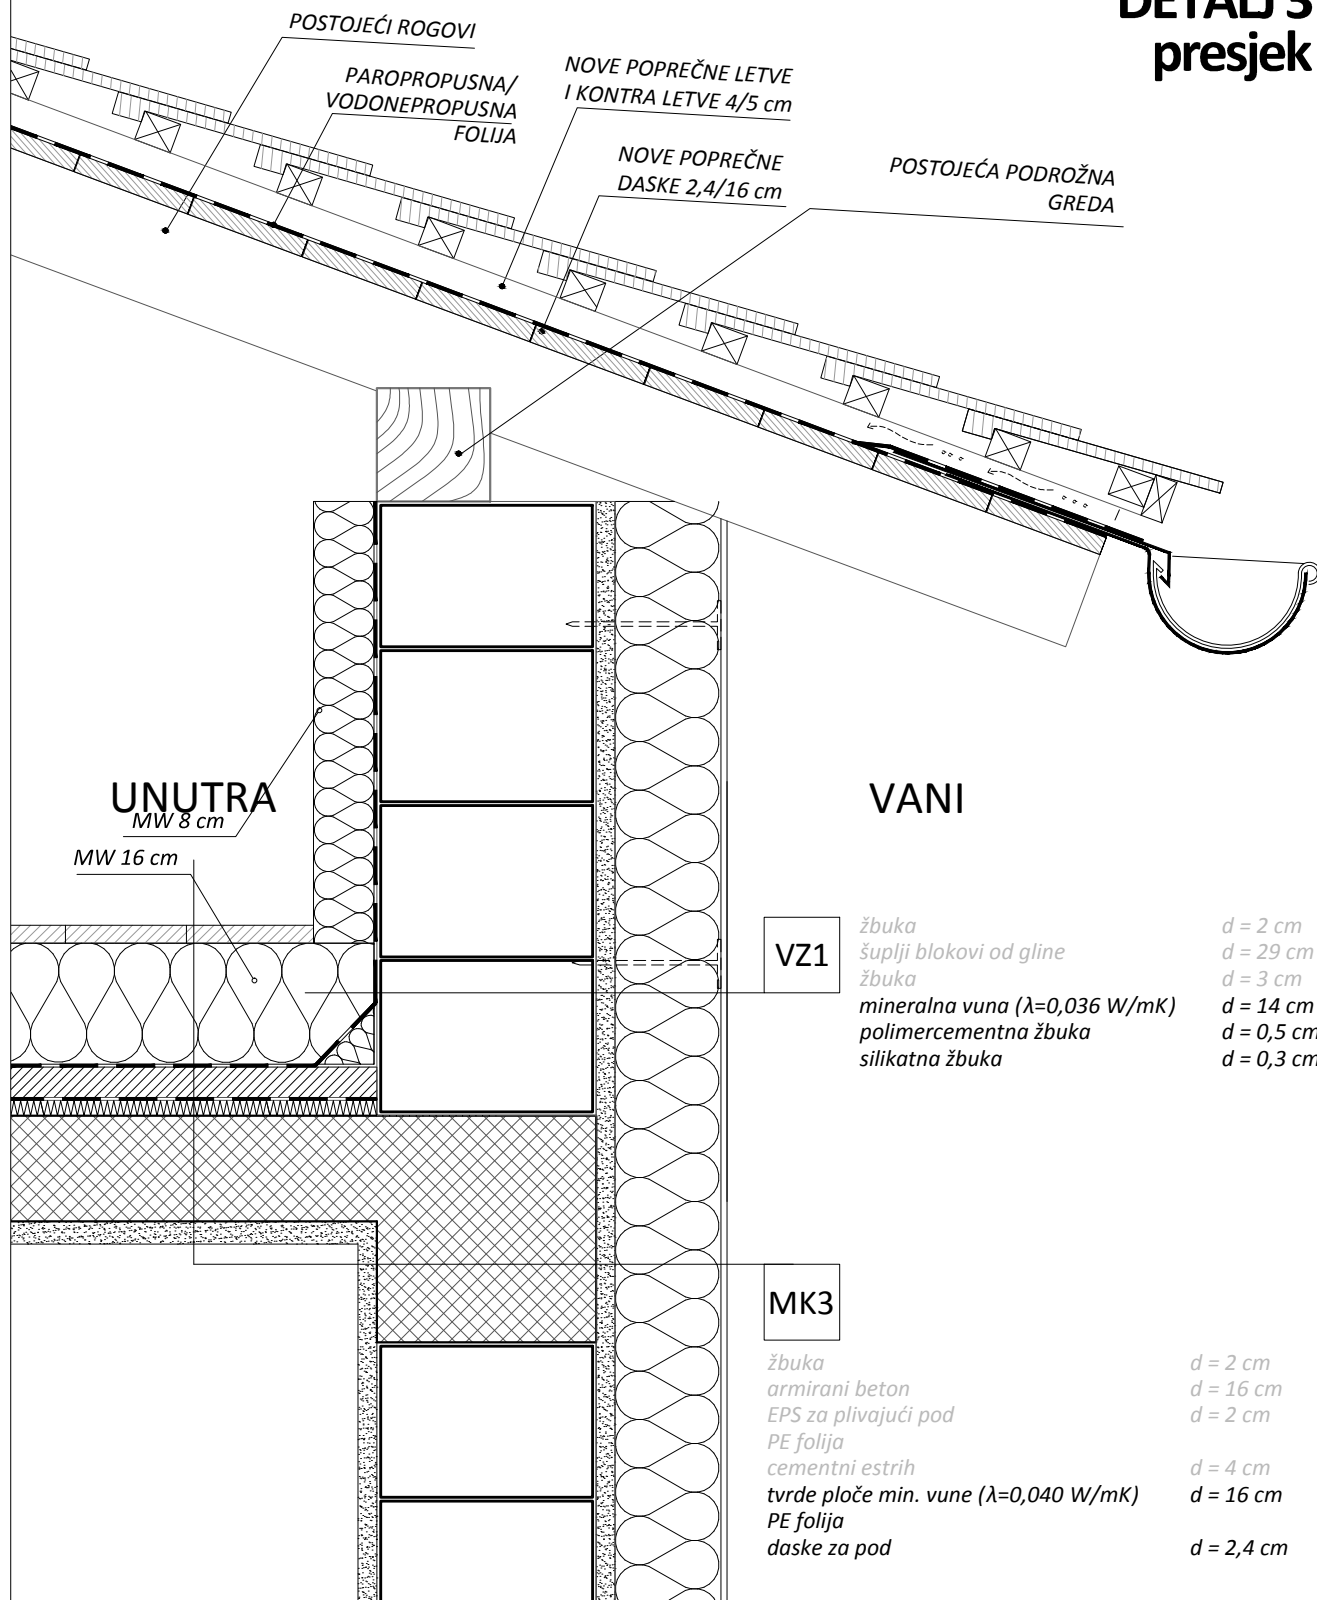 DETALJ 3
presjek
POSTOJEĆI ROGOVI
PAROPROPUSNA/
VODONEPROPUSNA
FOLIJA
NOVE POPREČNE LETVE
I KONTRA LETVE 4/5 cm
NOVE POPREČNE
DASKE 2,4/16 cm
POSTOJEĆA PODROŽNA
GREDA
UNUTRA
VANI
MW 8 cm
MW 16 cm
VZ1
žbuka d = 2 cm
šuplji blokovi od gline d = 29 cm
žbuka d = 3 cm
mineralna vuna (λ=0,036 W/mK) d = 14 cm
polimercementna žbuka d = 0,5 cm
silikatna žbuka d = 0,3 cm
MK3
žbuka d = 2 cm
armirani beton d = 16 cm
EPS za plivajući pod d = 2 cm
PE folija
cementni estrih d = 4 cm
tvrde ploče min. vune (λ=0,040 W/mK) d = 16 cm
PE folija
daske za pod d = 2,4 cm